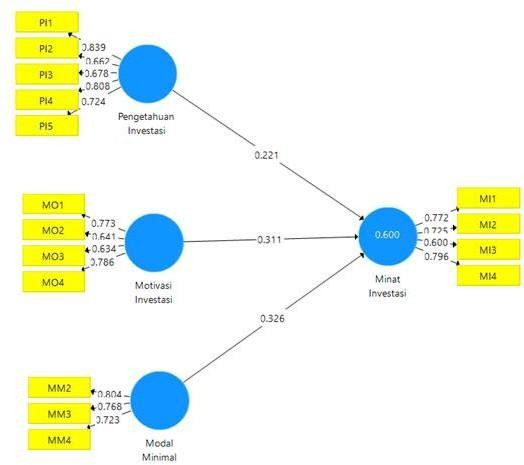 PI1
PI2
PI3
PI4
PI5
0.839
0.662
0.678
0.808
0.724
Pengetahuan
Investasi
0.221
MO1
MO2
MO3
MO4
0.773
0.641
0.634
0.786
Motivasi
Investasi
0.311
0.600
Minat
Investasi
0.772
0.725
0.600
0.796
MI1
MI2
MI3
MI4
0.326
MM2
MM3
MM4
0.804
0.768
0.723
Modal
Minimal